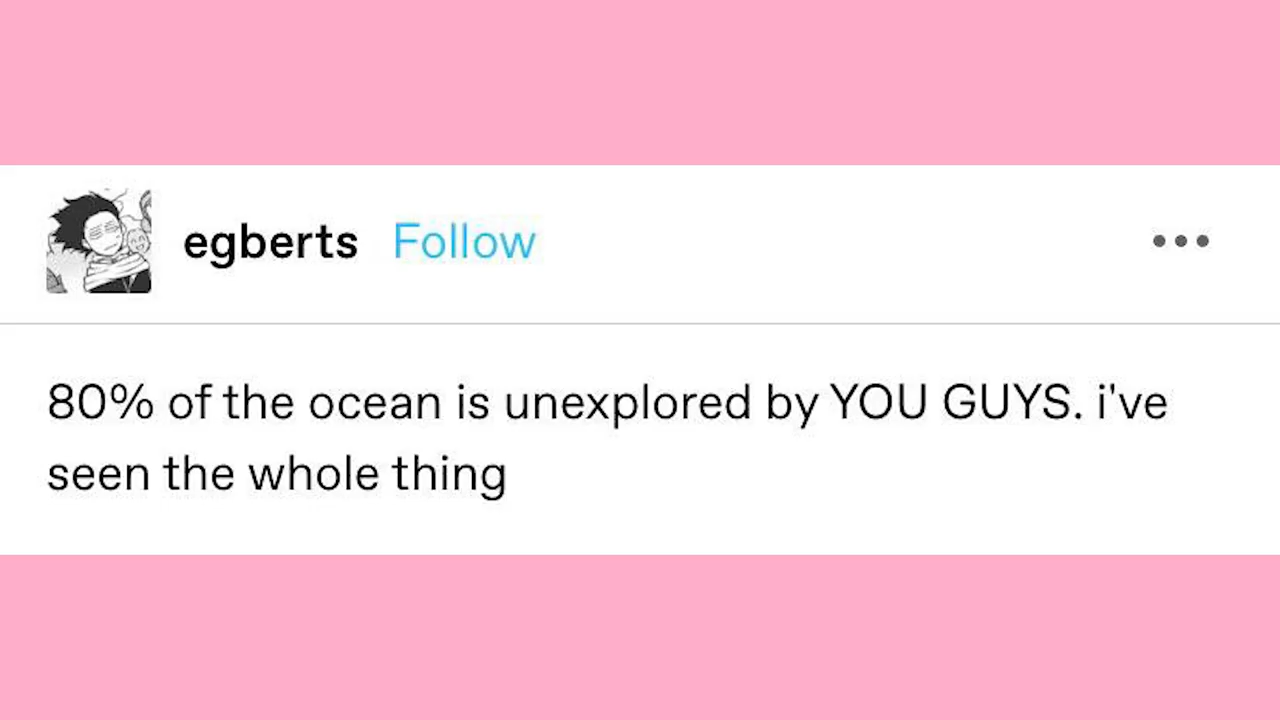 egberts Follow
80% of the ocean is unexplored by YOU GUYS. i've
seen the whole thing